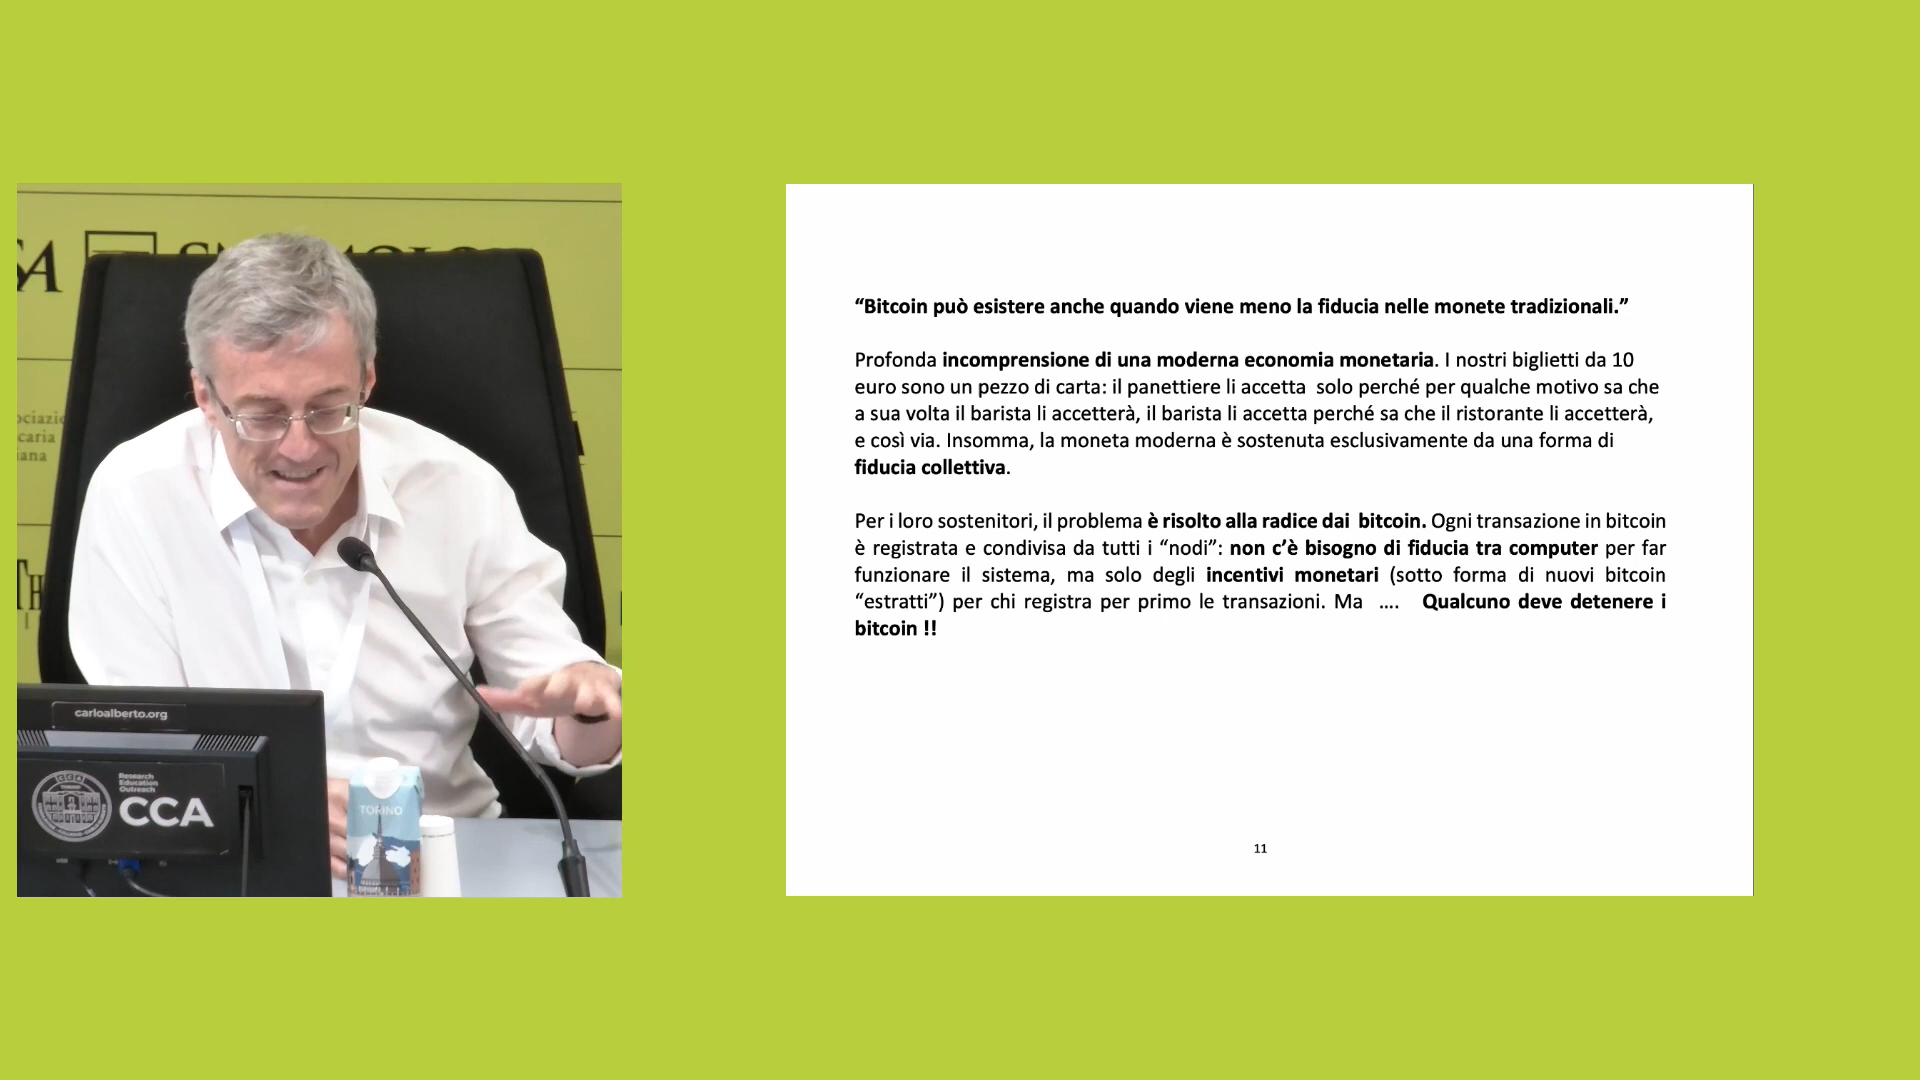 SA
ociazio
caria
iana
carloalberto.org
Research
Education
Outreach
CCA
TORINO
“Bitcoin può esistere anche quando viene meno la fiducia nelle monete tradizionali.”
Profonda incomprensione di una moderna economia monetaria. I nostri biglietti da 10
euro sono un pezzo di carta: il panettiere li accetta solo perché per qualche motivo sa che
a sua volta il barista li accetterà, il barista li accetta perché sa che il ristorante li accetterà,
e così via. Insomma, la moneta moderna è sostenuta esclusivamente da una forma di
fiducia collettiva.
Per i loro sostenitori, il problema è risolto alla radice dai bitcoin. Ogni transazione in bitcoin
è registrata e condivisa da tutti i “nodi”: non c’è bisogno di fiducia tra computer per far
funzionare il sistema, ma solo degli incentivi monetari (sotto forma di nuovi bitcoin
“estratti”) per chi registra per primo le transazioni. Ma .... Qualcuno deve detenere i
bitcoin !!
11